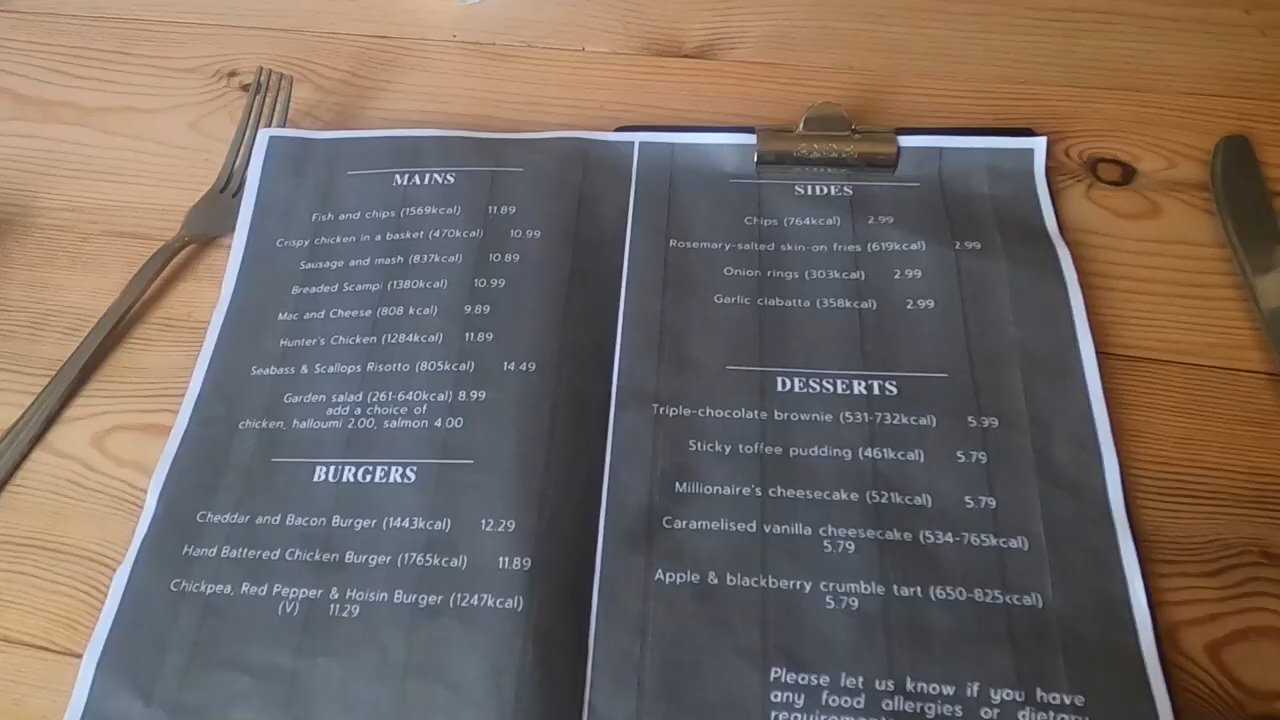 MAINS
Fish and chips (1569kcal) 11.89
Crispy chicken in a basket (470kcal) 10.99
Sausage and mash (837kcal) 10.89
Breaded Scampi (1380kcal) 10.99
Mac and Cheese (808 kcal) 9.89
Hunter's Chicken (1284kcal) 11.89
Seabass & Scallops Risotto (805kcal) 14.49
Garden salad (261-640kcal) 8.99
add a choice of
chicken, halloumi 2.00, salmon 4.00
BURGERS
Cheddar and Bacon Burger (1443kcal) 12.29
Hand Battered Chicken Burger (1765kcal) 11.89
Chickpea, Red Pepper & Hoisin Burger (1247kcal)
(V) 11.29
SIDES
Chips (764kcal) 2.99
Rosemary-salted skin-on fries (619kcal) 2.99
Onion rings (303kcal) 2.99
Garlic ciabatta (358kcal) 2.99
DESSERTS
Triple-chocolate brownie (531-732kcal) 5.99
Sticky toffee pudding (461kcal) 5.79
Millionaire's cheesecake (521kcal) 5.79
Caramelised vanilla cheesecake (534-765kcal)
5.79
Apple & blackberry crumble tart (650-825kcal)
5.79
Please let us know if you have
any food allergies or dietary